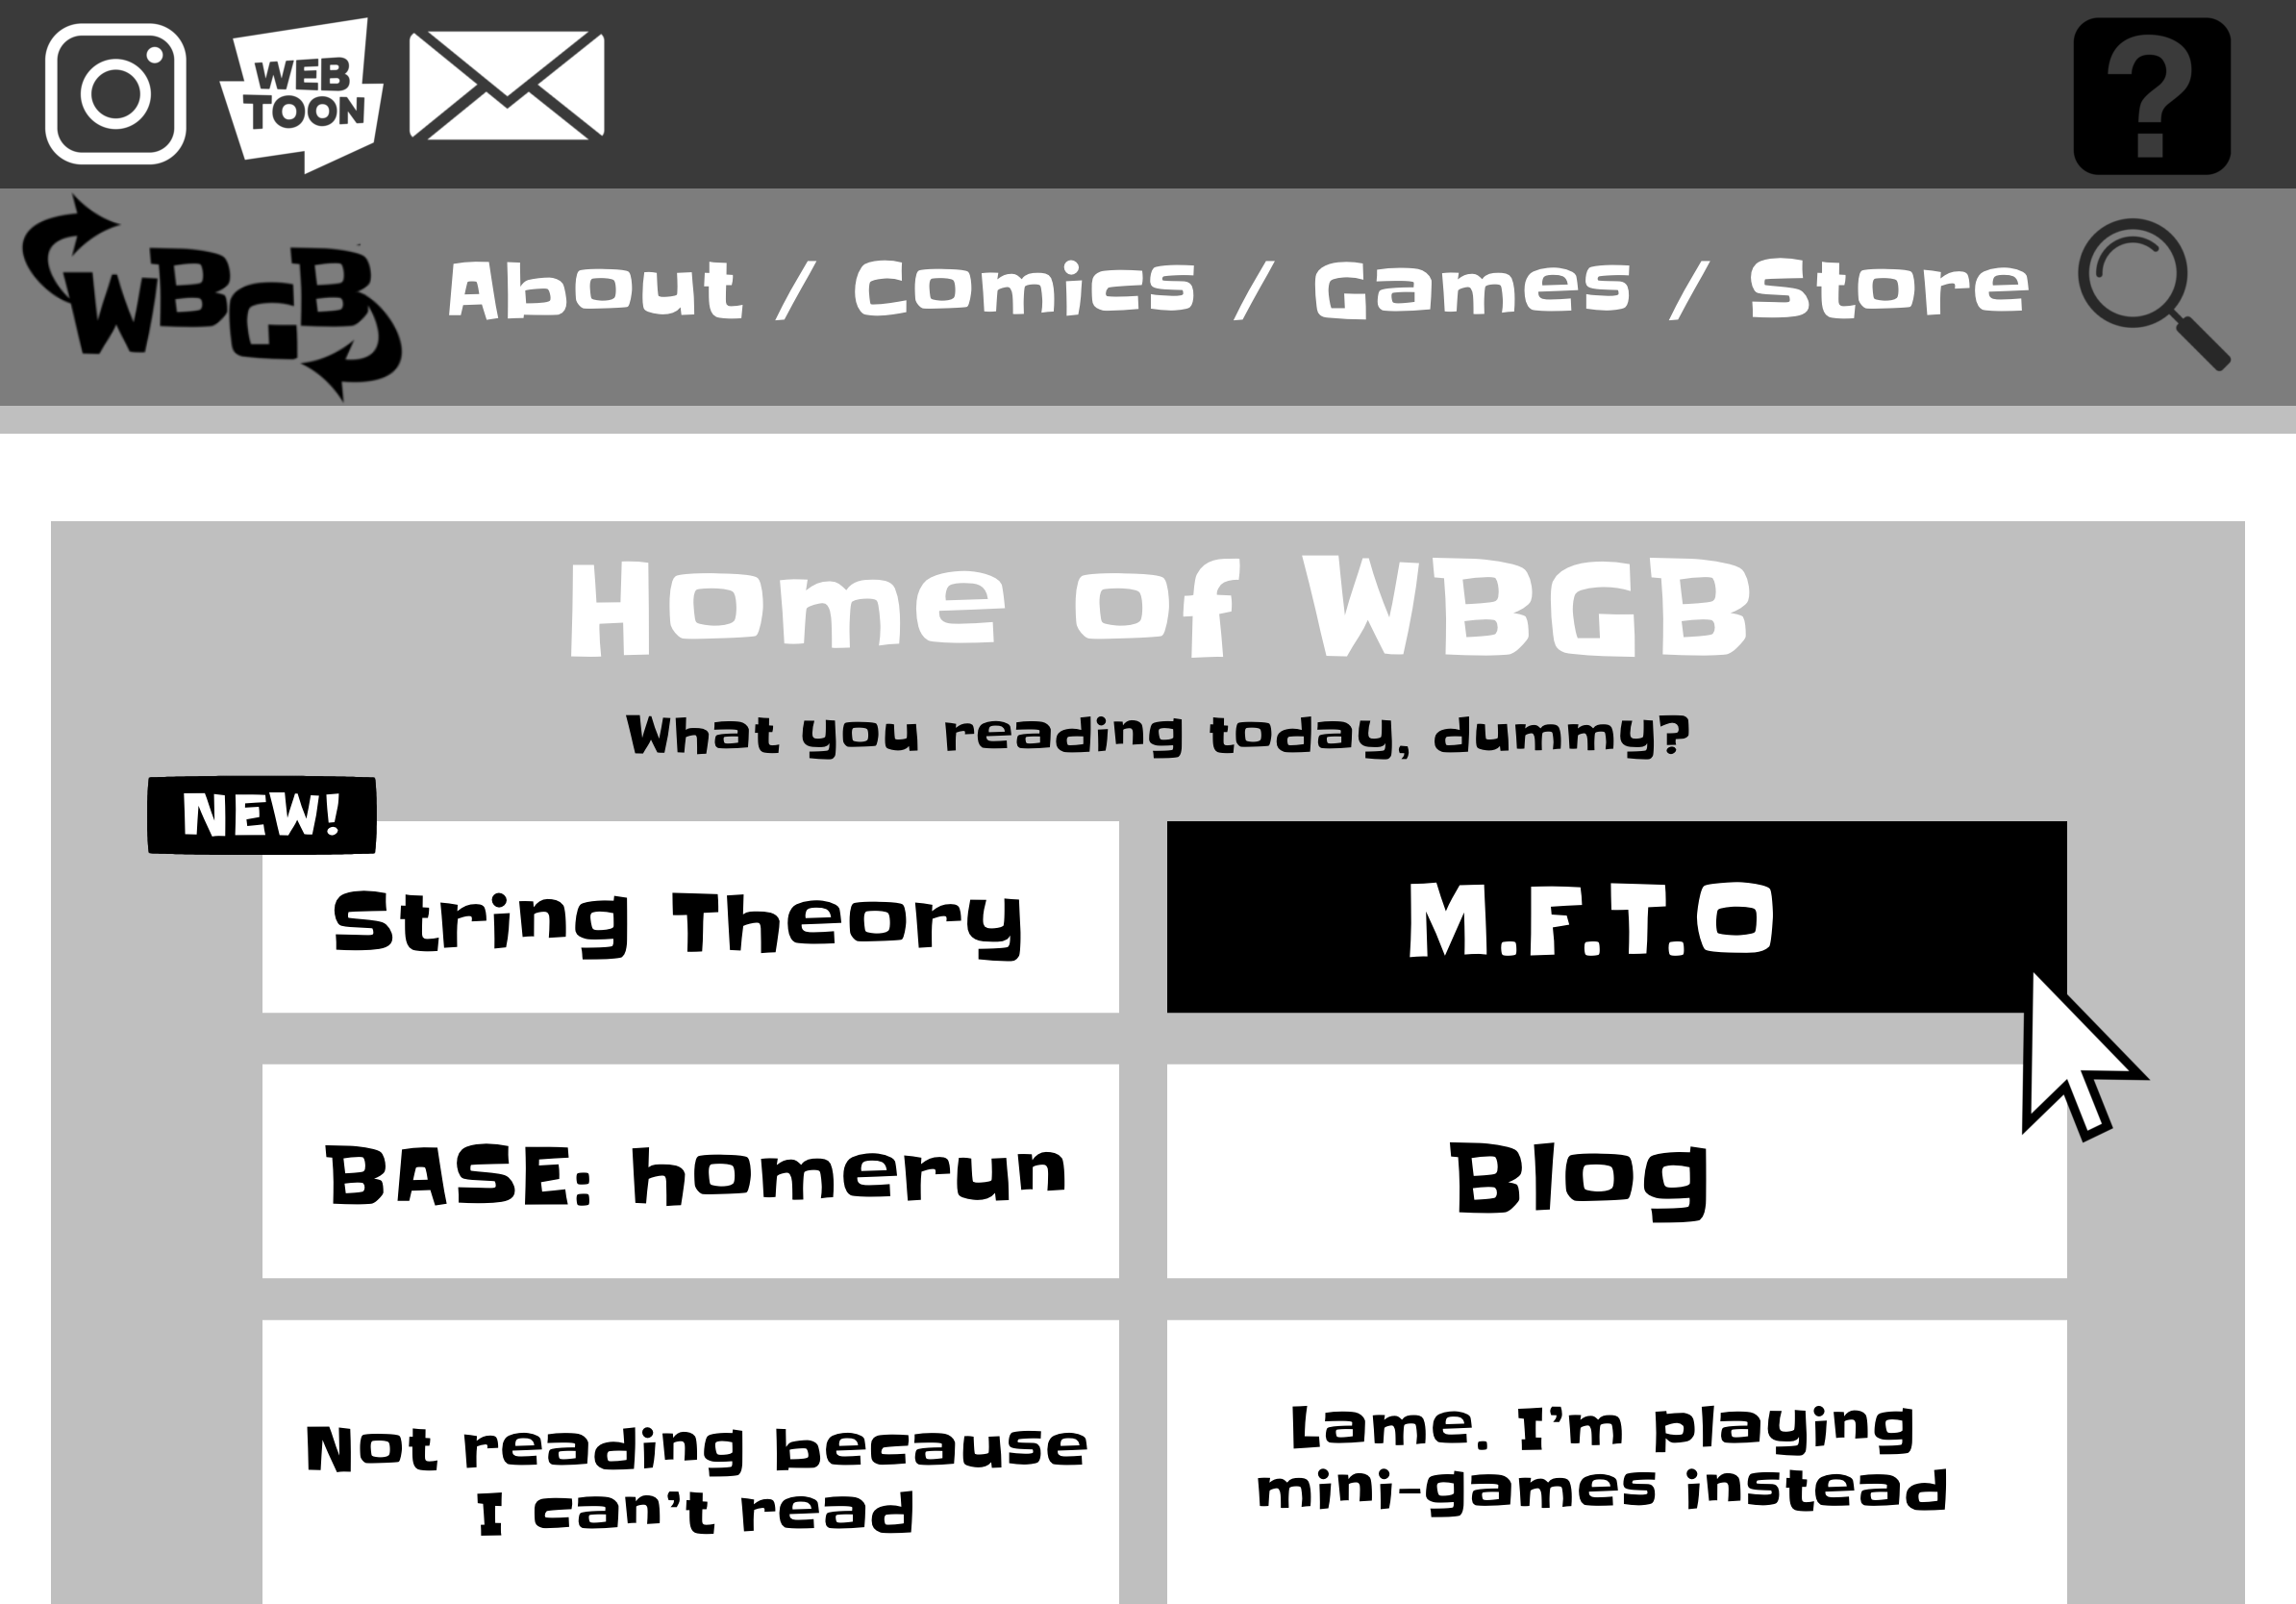 WEB
TOON
?
WBGB
About / Comics / Games / Store
Home of WBGB
What you reading today, dummy?
NEW!
String Theory
M.F.T.O
BASE: homerun
Blog
Not reading because
I can't read
Lame. I'm playing
mini-games instead